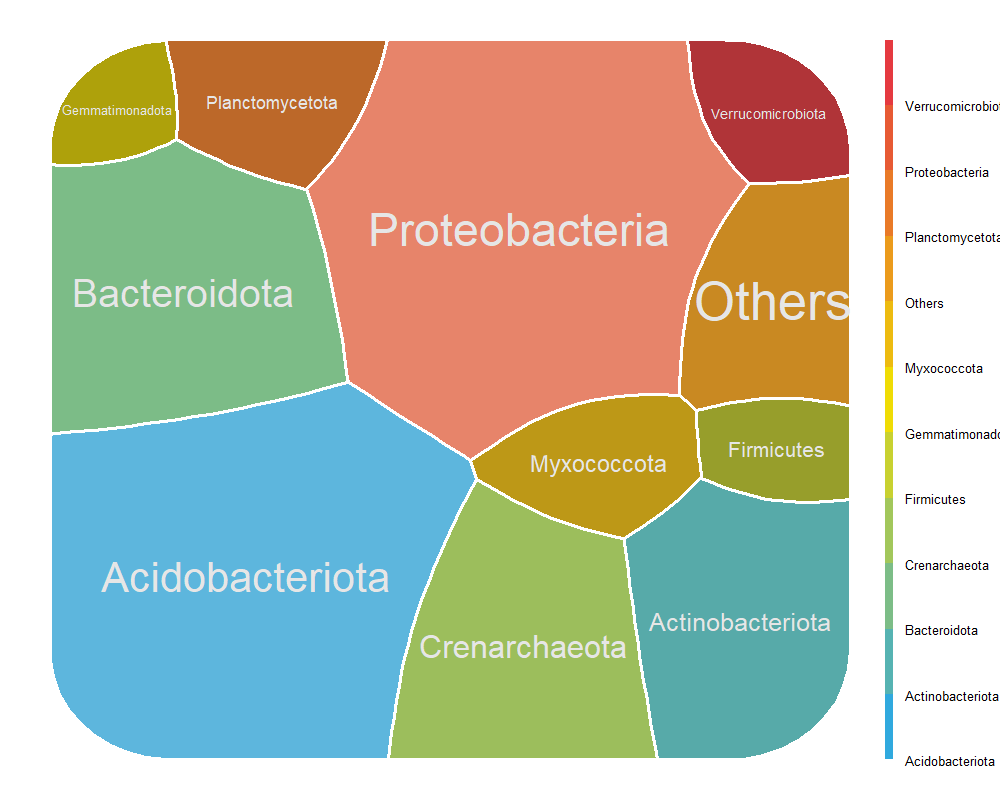 Gemmatimonadota
Planctomycetota
Verrucomicrobiota
Proteobacteria
Bacteroidota
Others
Myxococcota
Firmicutes
Acidobacteriota
Crenarchaeota
Actinobacteriota
Verrucomicrobiot
Proteobacteria
Planctomycetota
Others
Myxococcota
Gemmatimonado
Firmicutes
Crenarchaeota
Bacteroidota
Actinobacteriota
Acidobacteriota